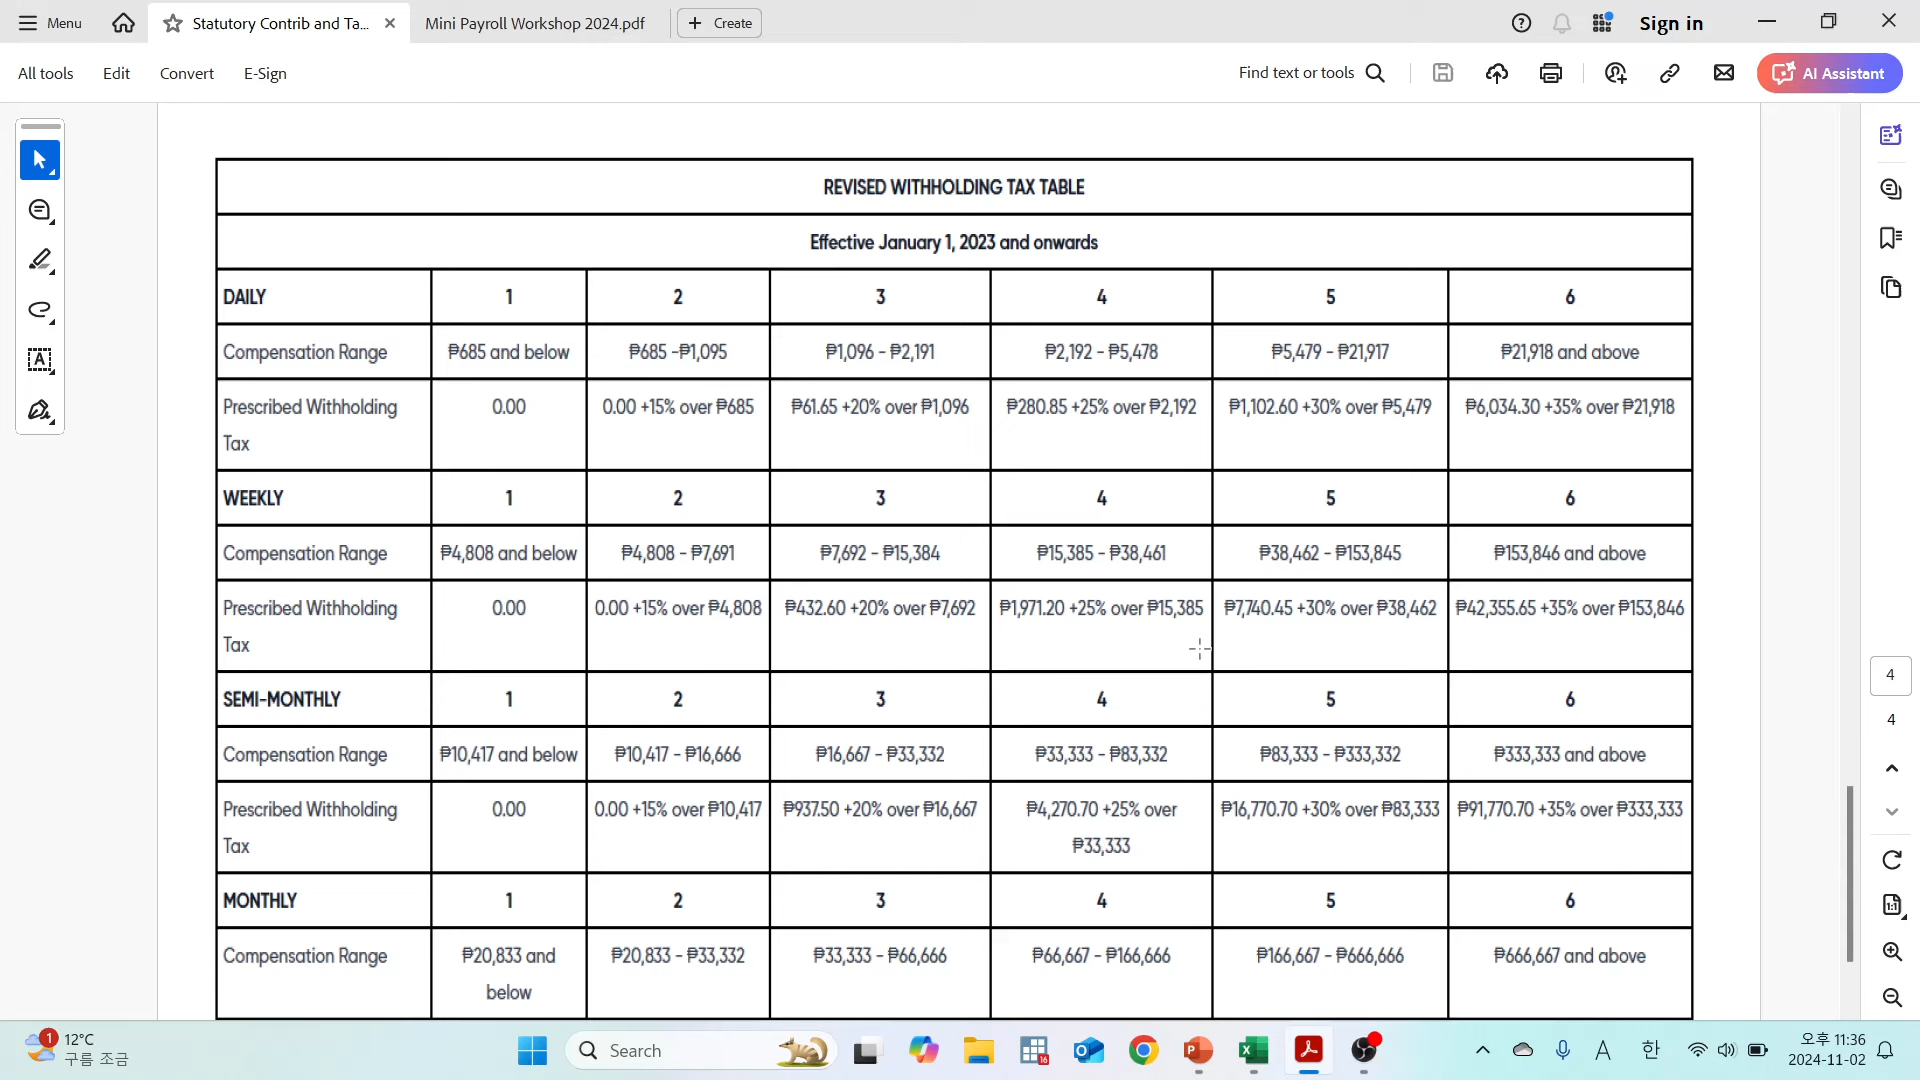 Menu
Statutory Contrib and Ta...
Mini Payroll Workshop 2024.pdf
Create
Sign in
All tools
Edit
Convert
E-Sign
Find text or tools
AI Assistant
REVISED WITHHOLDING TAX TABLE
Effective January 1, 2023 and onwards
DAILY 1 2 3 4 5 6
Compensation Range ₱685 and below ₱685 -₱1,095 ₱1,096 - ₱2,191 ₱2,192 - ₱5,478 ₱5,479 - ₱21,917 ₱21,918 and above
Prescribed Withholding 0.00 0.00 +15% over ₱685 ₱61.65 +20% over ₱1,096 ₱280.85 +25% over ₱2,192 ₱1,102.60 +30% over ₱5,479 ₱6,034.30 +35% over ₱21,918
Tax
WEEKLY 1 2 3 4 5 6
Compensation Range ₱4,808 and below ₱4,808 - ₱7,691 ₱7,692 - ₱15,384 ₱15,385 - ₱38,461 ₱38,462 - ₱153,845 ₱153,846 and above
Prescribed Withholding 0.00 0.00 +15% over ₱4,808 ₱432.60 +20% over ₱7,692 ₱1,971.20 +25% over ₱15,385 ₱7,740.45 +30% over ₱38,462 ₱42,355.65 +35% over ₱153,846
Tax
SEMI-MONTHLY 1 2 3 4 5 6
Compensation Range ₱10,417 and below ₱10,417 - ₱16,666 ₱16,667 - ₱33,332 ₱33,333 - ₱83,332 ₱83,333 - ₱333,332 ₱333,333 and above
Prescribed Withholding 0.00 0.00 +15% over ₱10,417 ₱937.50 +20% over ₱16,667 ₱4,270.70 +25% over ₱16,770.70 +30% over ₱83,333 ₱91,770.70 +35% over ₱333,333
Tax ₱33,333
MONTHLY 1 2 3 4 5 6
Compensation Range ₱20,833 and ₱20,833 - ₱33,332 ₱33,333 - ₱66,666 ₱66,667 - ₱166,666 ₱166,667 - ₱666,666 ₱666,667 and above
below
4
4
1
12°C
구름 조금
Search
16
A
한
오후 11:36
2024-11-02